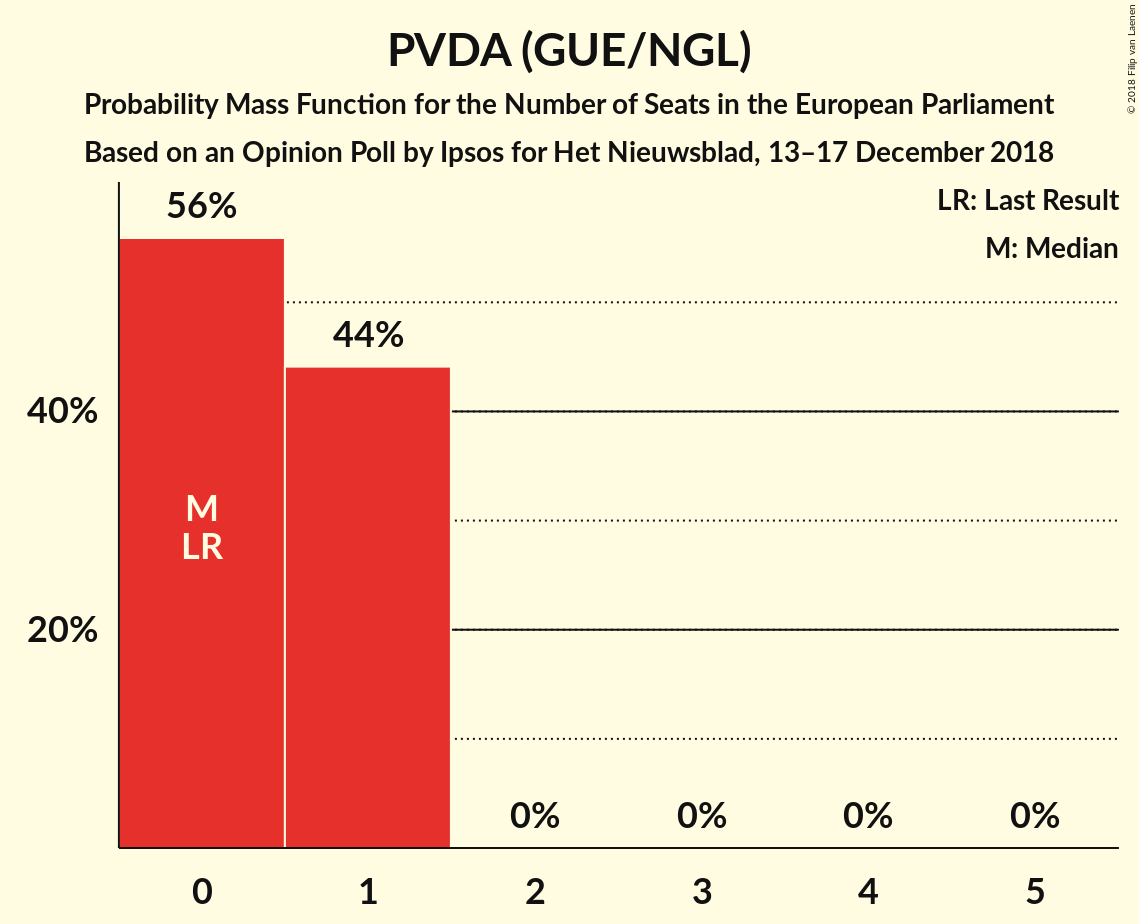 PVDA (GUE/NGL)
Probability Mass Function for the Number of Seats in the European Parliament
Based on an Opinion Poll by Ipsos for Het Nieuwsblad, 13–17 December 2018
© 2018 Filip van Laenen
LR: Last Result
M: Median
56%
44%
40%
M
LR
20%
0% 0% 0% 0%
0 1 2 3 4 5